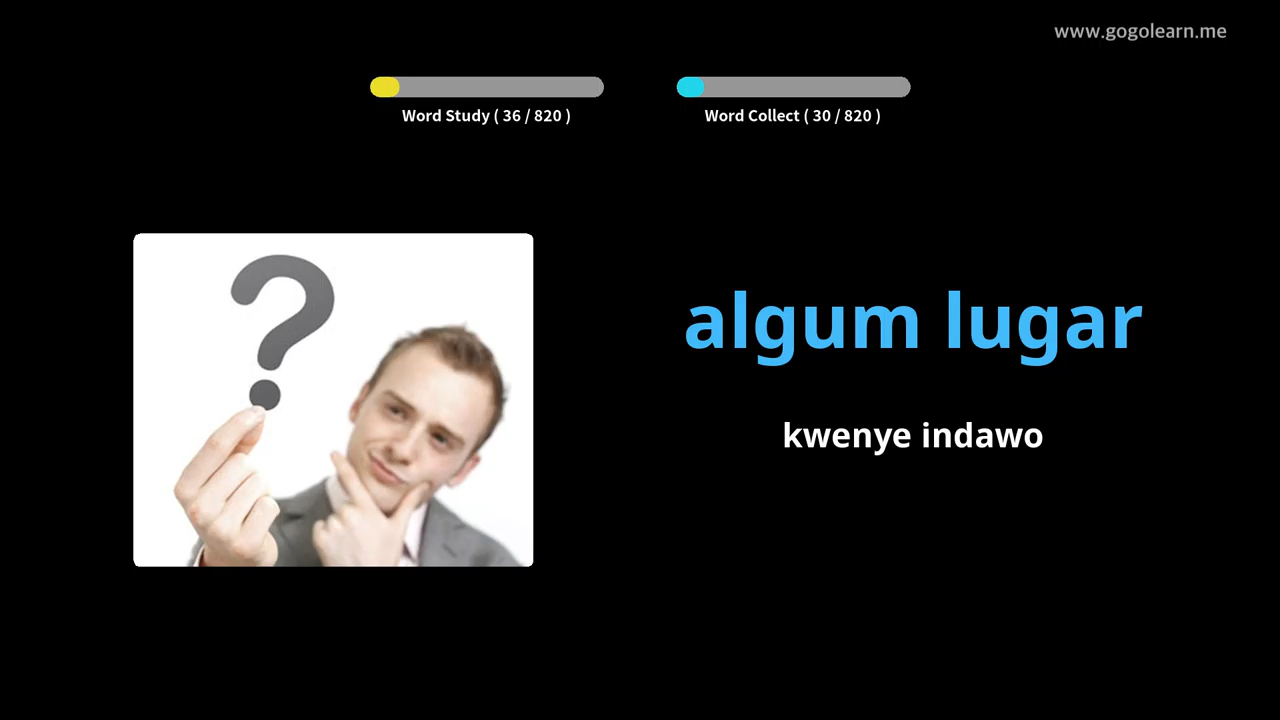 www.gogolearn.me
Word Study ( 36 / 820 )
Word Collect ( 30 / 820 )
algum lugar
kwenye indawo